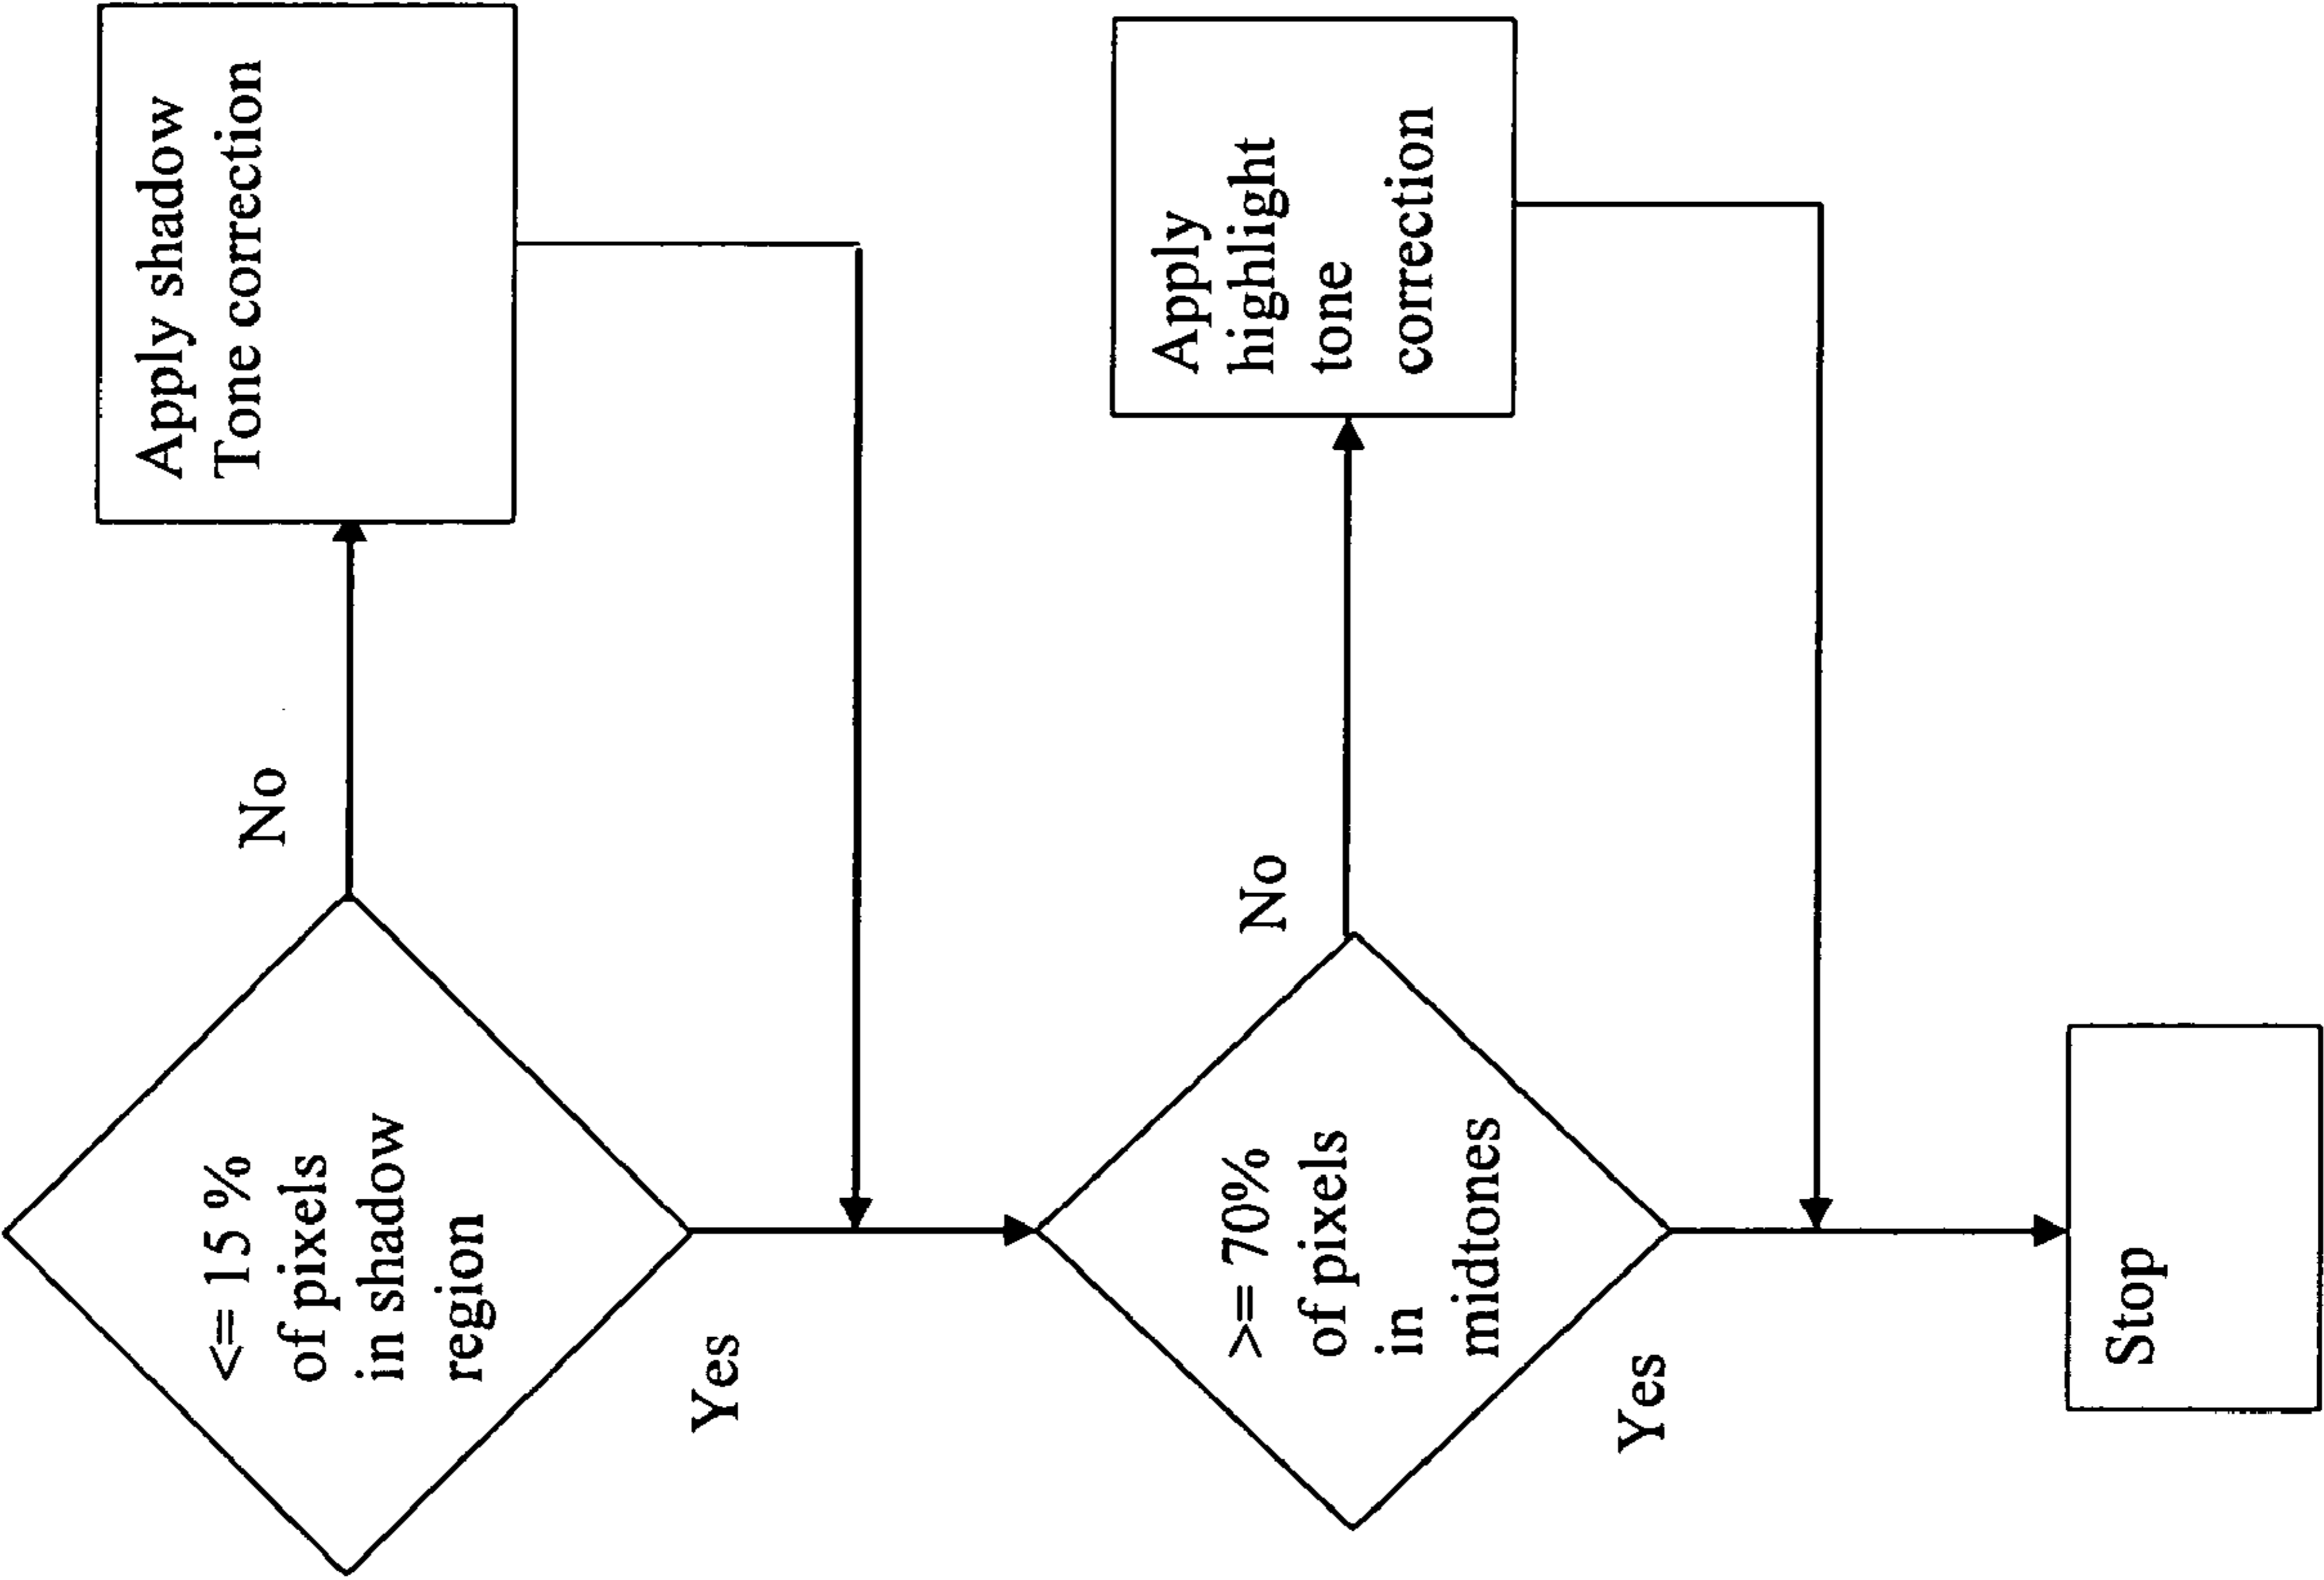 <= 15%
of pixels
in shadow
region
No
Apply shadow
Tone correction
Yes
>= 70%
of pixels
in
midtones
No
Apply
highlight
tone
correction
Yes
Stop